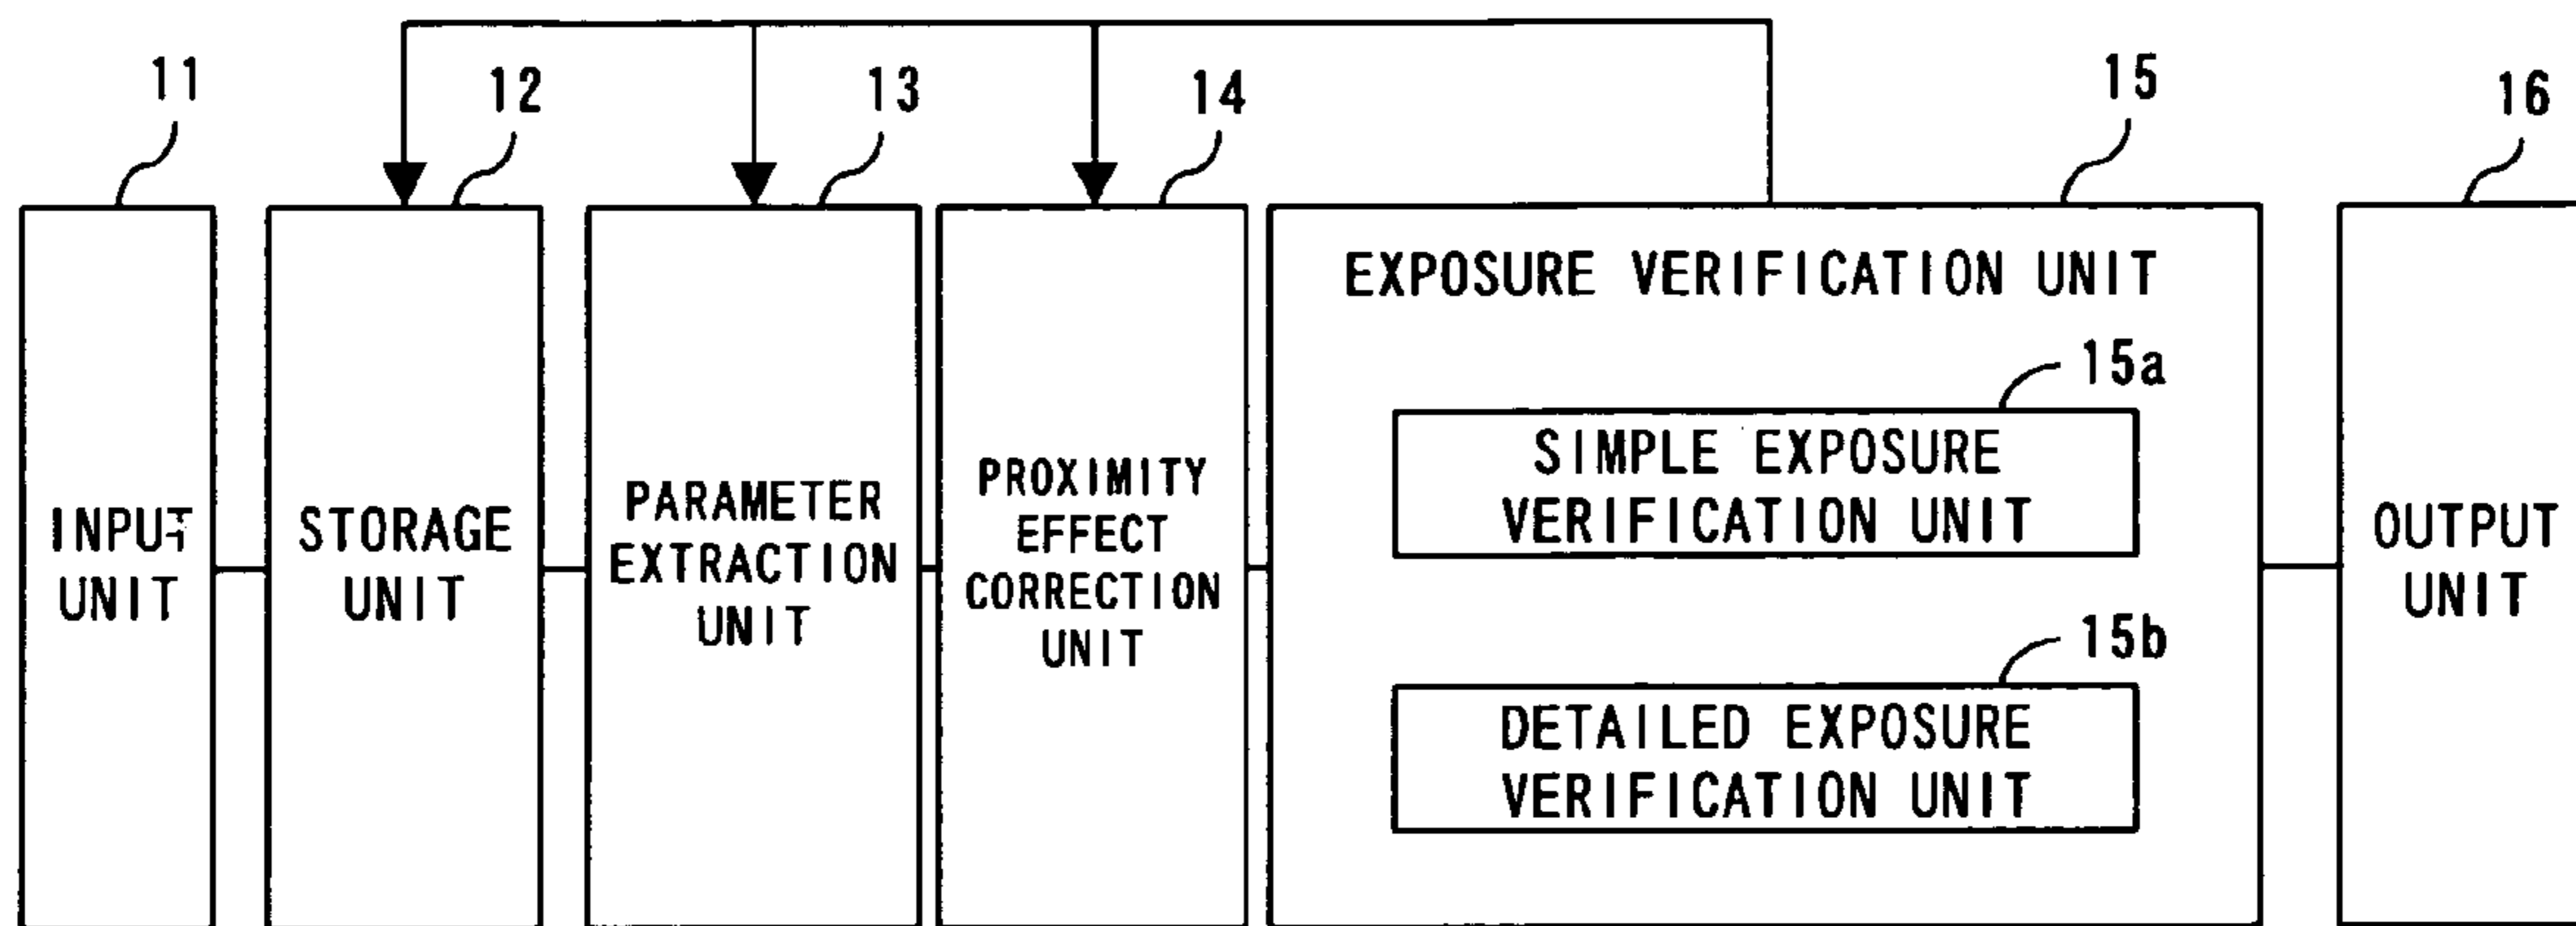 11
12
13
14
15
16
EXPOSURE VERIFICATION UNIT
15a
SIMPLE EXPOSURE
VERIFICATION UNIT
15b
DETAILED EXPOSURE
VERIFICATION UNIT
INPUT
UNIT
STORAGE
UNIT
PARAMETER
EXTRACTION
UNIT
PROXIMITY
EFFECT
CORRECTION
UNIT
OUTPUT
UNIT